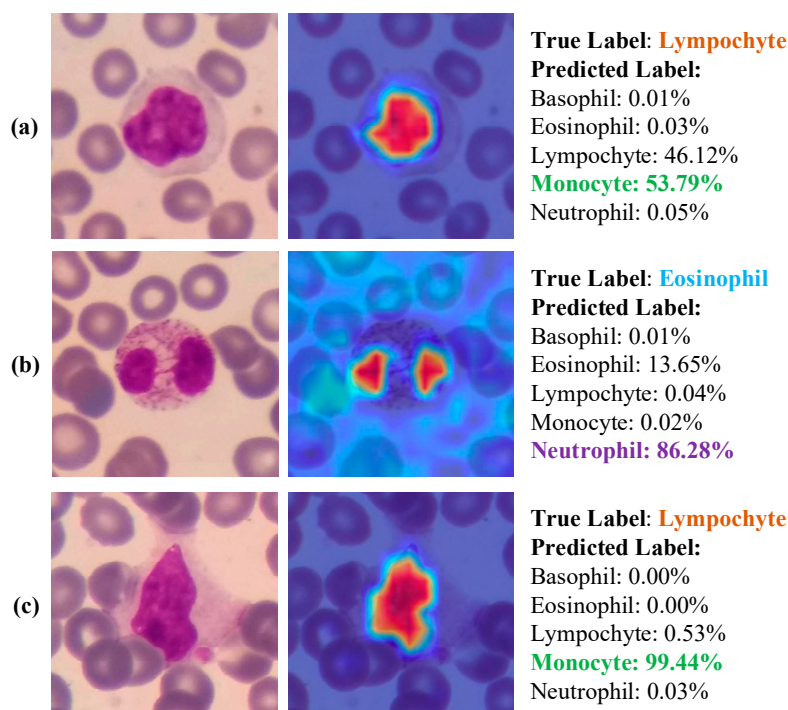 (a)
True Label: Lympochyte
Predicted Label:
Basophil: 0.01%
Eosinophil: 0.03%
Lympochyte: 46.12%
Monocyte: 53.79%
Neutrophil: 0.05%
(b)
True Label: Eosinophil
Predicted Label:
Basophil: 0.01%
Eosinophil: 13.65%
Lympochyte: 0.04%
Monocyte: 0.02%
Neutrophil: 86.28%
(c)
True Label: Lympochyte
Predicted Label:
Basophil: 0.00%
Eosinophil: 0.00%
Lympochyte: 0.53%
Monocyte: 99.44%
Neutrophil: 0.03%